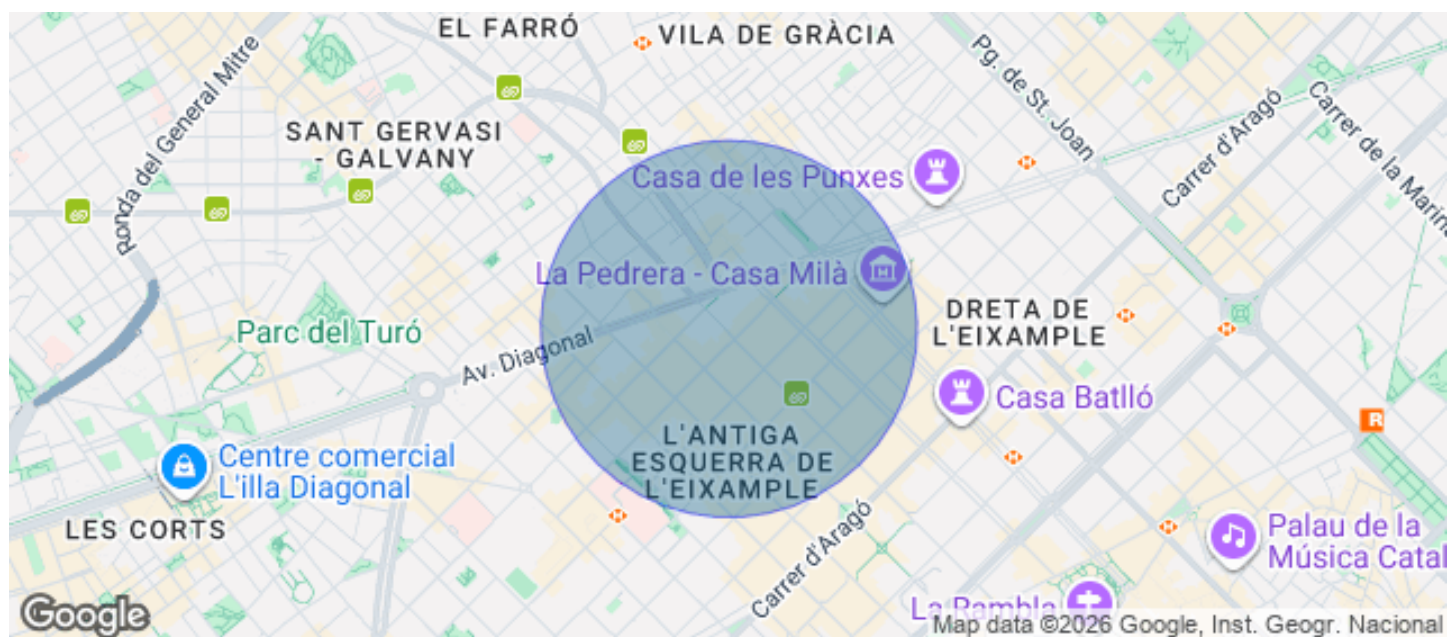 EL FARRÓ
VILA DE GRÀCIA
Pg. de St. Joan
Carrer d'Aragó
Carrer de la Marina
Ronda del General Mitre
SANT GERVASI
- GALVANY
Casa de les Punxes
La Pedrera - Casa Milà
Parc del Turó
Av. Diagonal
DRETA DE
L'EIXAMPLE
Casa Batlló
L'ANTIGA
ESQUERRA DE
L'EIXAMPLE
Centre comercial
L'illa Diagonal
LES CORTS
Carrer d'Aragó
R
Palau de la
Música Catal
La Rambla
Google
Map data ©2026 Google, Inst. Geogr. Nacional